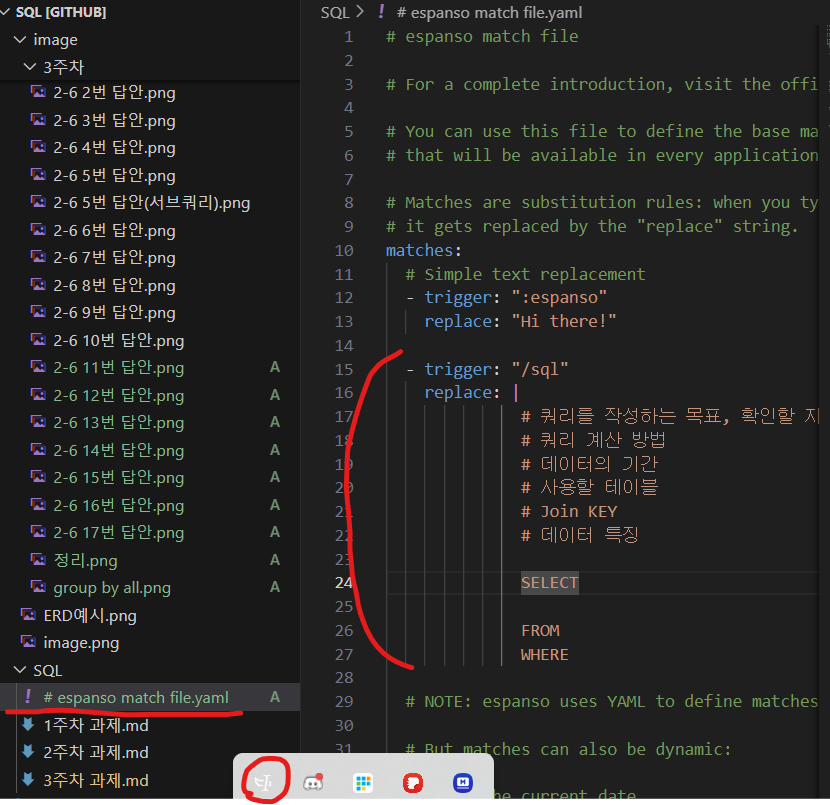 SQL [GITHUB]
image
3주차
2-6 2번 답안.png
2-6 3번 답안.png
2-6 4번 답안.png
2-6 5번 답안.png
2-6 5번 답안(서브쿼리).png
2-6 6번 답안.png
2-6 7번 답안.png
2-6 8번 답안.png
2-6 9번 답안.png
2-6 10번 답안.png
2-6 11번 답안.png A
2-6 12번 답안.png A
2-6 13번 답안.png A
2-6 14번 답안.png A
2-6 15번 답안.png A
2-6 16번 답안.png A
2-6 17번 답안.png A
정리.png A
group by all.png A
ERD예시.png
image.png
SQL
! # espanso match file.yaml A
1주차 과제.md
2주차 과제.md
3주차 과제.md
SQL > ! # espanso match file.yaml
1 # espanso match file
2
3 # For a complete introduction, visit the offi
4
5 # You can use this file to define the base ma
6 # that will be available in every application
7
8 # Matches are substitution rules: when you ty
9 # it gets replaced by the "replace" string.
10 matches:
11 # Simple text replacement
12 - trigger: ":espanso"
13 replace: "Hi there!"
14
15 - trigger: "/sql"
16 replace: |
17 # 쿼리를 작성하는 목표, 확인할 지
18 # 쿼리 계산 방법
19 # 데이터의 기간
20 # 사용할 테이블
21 # Join KEY
22 # 데이터 특징
23
24 SELECT
25
26 FROM
27 WHERE
28
29 # NOTE: espanso uses YAML to define matches
30
31 # But matches can also be dynamic:
the current date